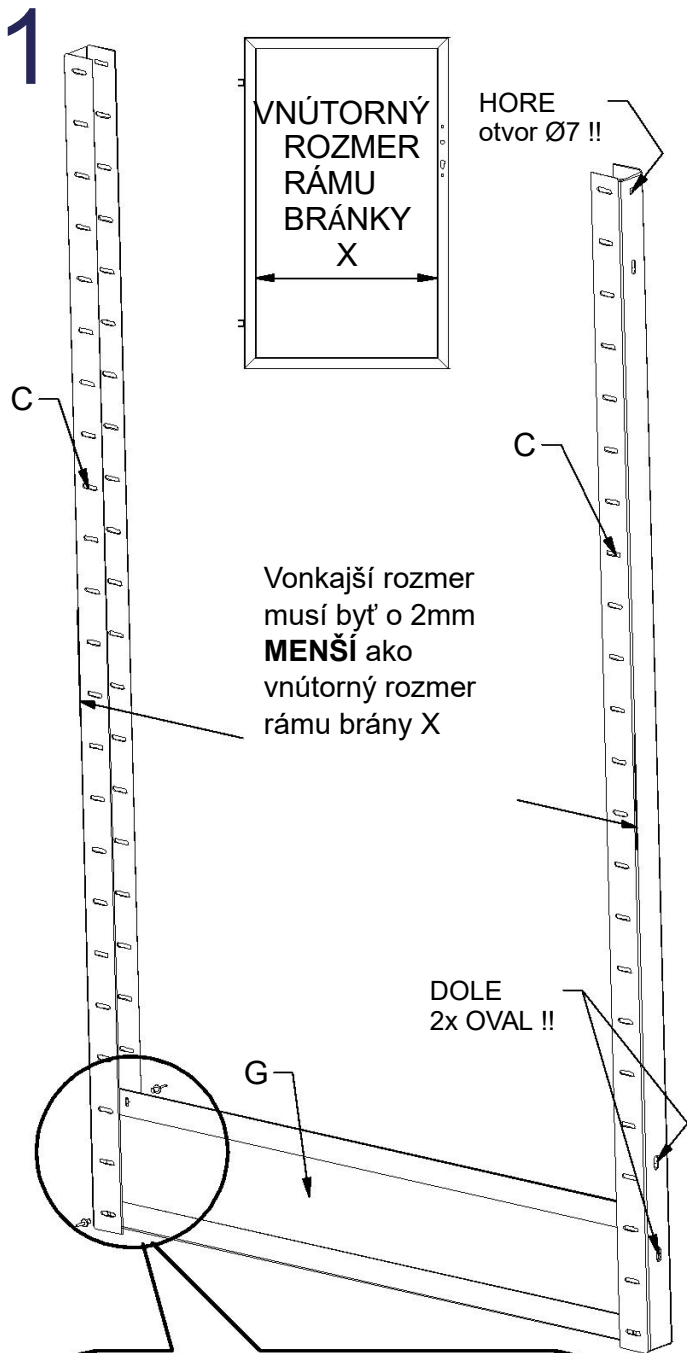 1
VNÚTORNÝ
ROZMER
RÁMU
BRÁNKY
X
HORE
otvor Ø7 !!
C
C
Vonkajší rozmer
musí byť o 2mm
MENŠÍ ako
vnútorný rozmer
rámu brány X
DOLE
2x OVAL !!
G